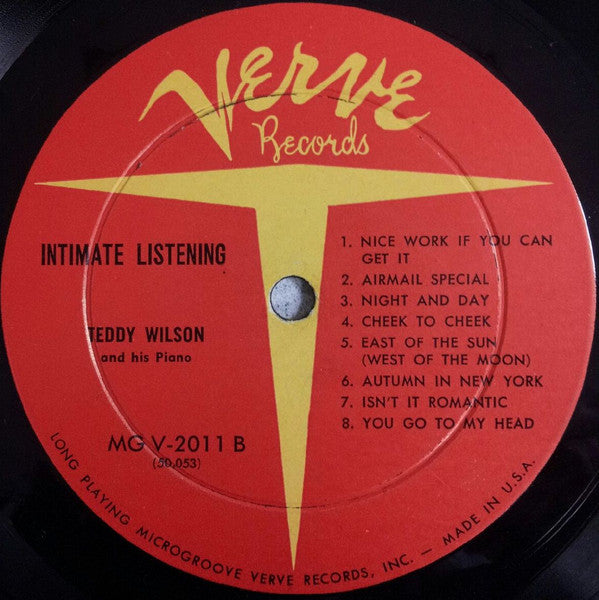 Verve
Records
INTIMATE LISTENING
TEDDY WILSON
and his Piano
MG V-2011 B
(50,053)
1. NICE WORK IF YOU CAN
GET IT
2. AIRMAIL SPECIAL
3. NIGHT AND DAY
4. CHEEK TO CHEEK
5. EAST OF THE SUN
(WEST OF THE MOON)
6. AUTUMN IN NEW YORK
7. ISN'T IT ROMANTIC
8. YOU GO TO MY HEAD
LONG PLAYING MICROGROOVE VERVE RECORDS, INC. — MADE IN U.S.A.